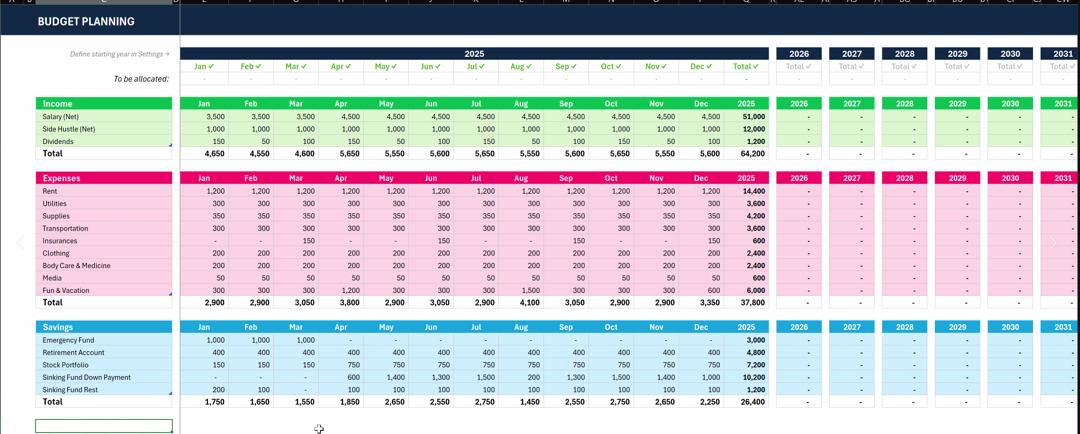 BUDGET PLANNING
Define starting year in Settings → 2025 2026 2027 2028 2029 2030 2031
Jan ✓ Feb ✓ Mar ✓ Apr ✓ May ✓ Jun ✓ Jul ✓ Aug ✓ Sep ✓ Oct ✓ Nov ✓ Dec ✓ Total ✓ Total ✓ Total ✓ Total ✓ Total ✓ Total ✓ Total ✓
To be allocated: - - - - - - - - - - - - - - - - - - -
Income Jan Feb Mar Apr May Jun Jul Aug Sep Oct Nov Dec 2025 2026 2027 2028 2029 2030 2031
Salary (Net) 3,500 3,500 3,500 4,500 4,500 4,500 4,500 4,500 4,500 4,500 4,500 4,500 51,000 - - - - - -
Side Hustle (Net) 1,000 1,000 1,000 1,000 1,000 1,000 1,000 1,000 1,000 1,000 1,000 1,000 12,000 - - - - - -
Dividends 150 50 100 150 50 100 150 50 100 150 50 100 1,200 - - - - - -
Total 4,650 4,550 4,600 5,650 5,550 5,600 5,650 5,550 5,600 5,650 5,550 5,600 64,200 - - - - - -
Expenses Jan Feb Mar Apr May Jun Jul Aug Sep Oct Nov Dec 2025 2026 2027 2028 2029 2030 2031
Rent 1,200 1,200 1,200 1,200 1,200 1,200 1,200 1,200 1,200 1,200 1,200 1,200 14,400 - - - - - -
Utilities 300 300 300 300 300 300 300 300 300 300 300 300 3,600 - - - - - -
Supplies 350 350 350 350 350 350 350 350 350 350 350 350 4,200 - - - - - -
Transportation 300 300 300 300 300 300 300 300 300 300 300 300 3,600 - - - - - -
Insurances - - 150 - - 150 - - 150 - - 150 600 - - - - - -
Clothing 200 200 200 200 200 200 200 200 200 200 200 200 2,400 - - - - - -
Body Care & Medicine 200 200 200 200 200 200 200 200 200 200 200 200 2,400 - - - - - -
Media 50 50 50 50 50 50 50 50 50 50 50 50 600 - - - - - -
Fun & Vacation 300 300 300 1,200 300 300 300 1,500 300 300 300 600 6,000 - - - - - -
Total 2,900 2,900 3,050 3,800 2,900 3,050 2,900 4,100 3,050 2,900 2,900 3,350 37,800 - - - - - -
Savings Jan Feb Mar Apr May Jun Jul Aug Sep Oct Nov Dec 2025 2026 2027 2028 2029 2030 2031
Emergency Fund 1,000 1,000 1,000 - - - - - - - - - 3,000 - - - - - -
Retirement Account 400 400 400 400 400 400 400 400 400 400 400 400 4,800 - - - - - -
Stock Portfolio 150 150 150 750 750 750 750 750 750 750 750 750 7,200 - - - - - -
Sinking Fund Down Payment - - - 600 1,400 1,300 1,500 200 1,300 1,500 1,400 1,000 10,200 - - - - - -
Sinking Fund Rest 200 100 - 100 100 100 100 100 100 100 100 100 1,200 - - - - - -
Total 1,750 1,650 1,550 1,850 2,650 2,550 2,750 1,450 2,550 2,750 2,650 2,250 26,400 - - - - - -